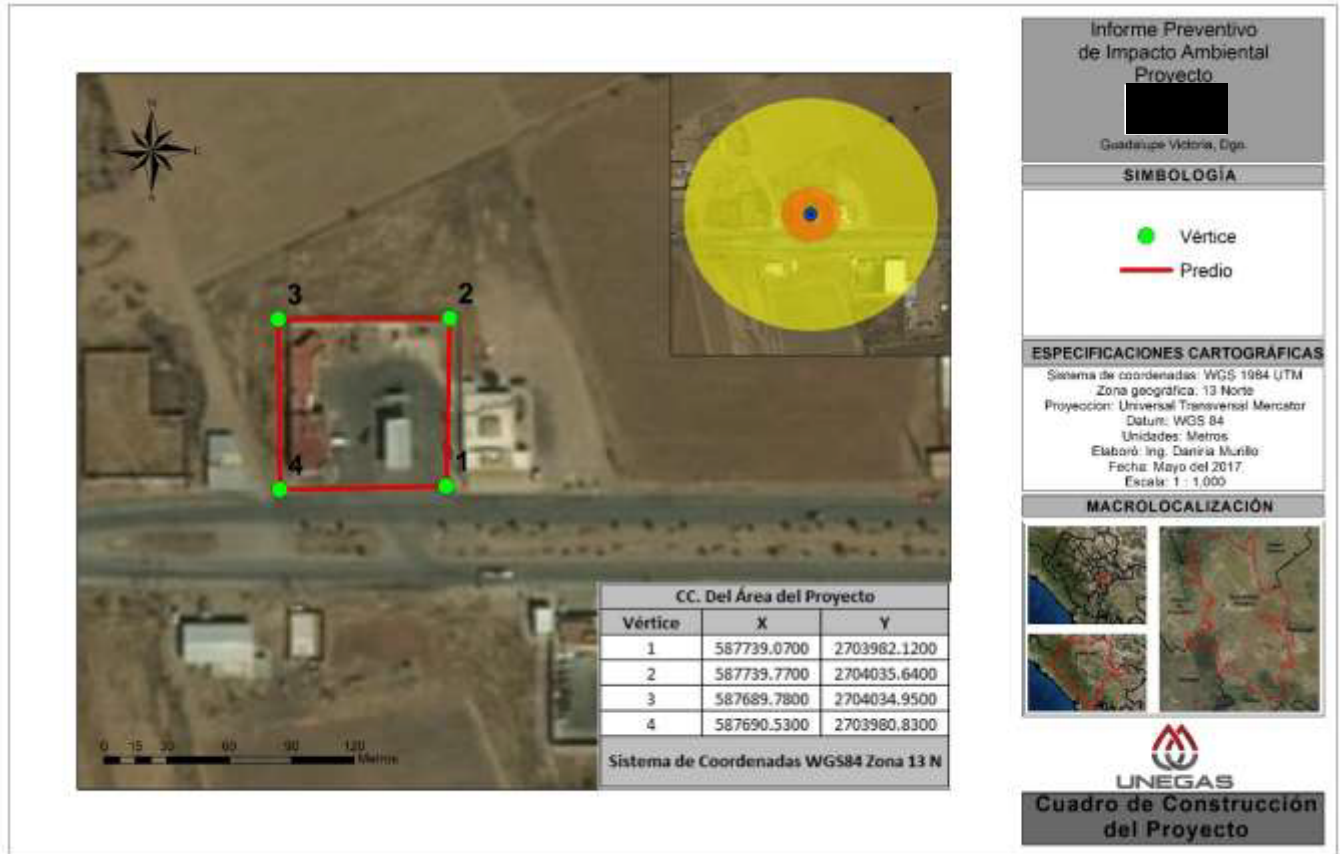 Informe Preventivo
de Impacto Ambiental
Proyecto
Guadalupe Victoria, Dgo.
SIMBOLOGÍA
Vértice
Predio
ESPECIFICACIONES CARTOGRÁFICAS
Sistema de coordenadas: WGS 1984 UTM
Zona geográfica: 13 Norte
Proyeccion: Universal Transversal Mercator
Datum: WGS 84
Unidades: Metros
Elaboró: Ing. Daniria Murillo
Fecha: Mayo del 2017
Escala: 1 : 1,000
MACROLOCALIZACIÓN
UNEGAS
Cuadro de Construcción
del Proyecto
N
E
S
3 2
4 1
0 15 30 60 90 120
Metros
CC. Del Área del Proyecto
Vértice X Y
1 587739.0700 2703982.1200
2 587739.7700 2704035.6400
3 587689.7800 2704034.9500
4 587690.5300 2703980.8300
Sistema de Coordenadas WGS84 Zona 13 N